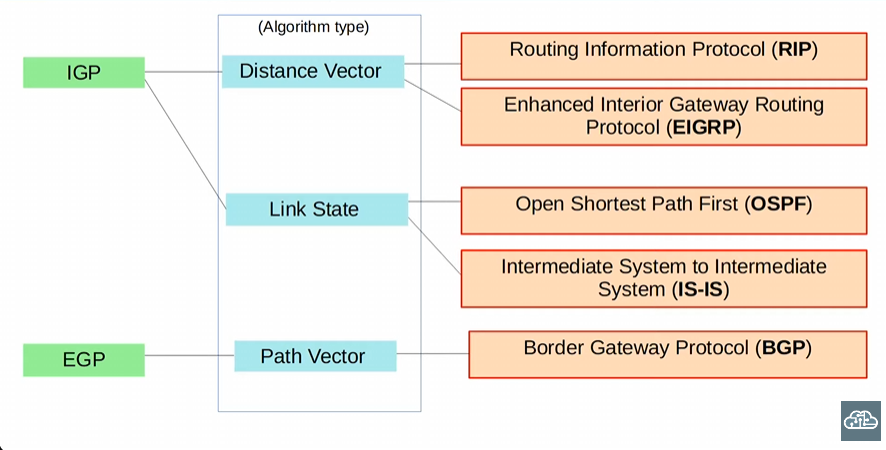 (Algorithm type)
IGP
Distance Vector
Routing Information Protocol (RIP)
Enhanced Interior Gateway Routing
Protocol (EIGRP)
Link State
Open Shortest Path First (OSPF)
Intermediate System to Intermediate
System (IS-IS)
EGP
Path Vector
Border Gateway Protocol (BGP)